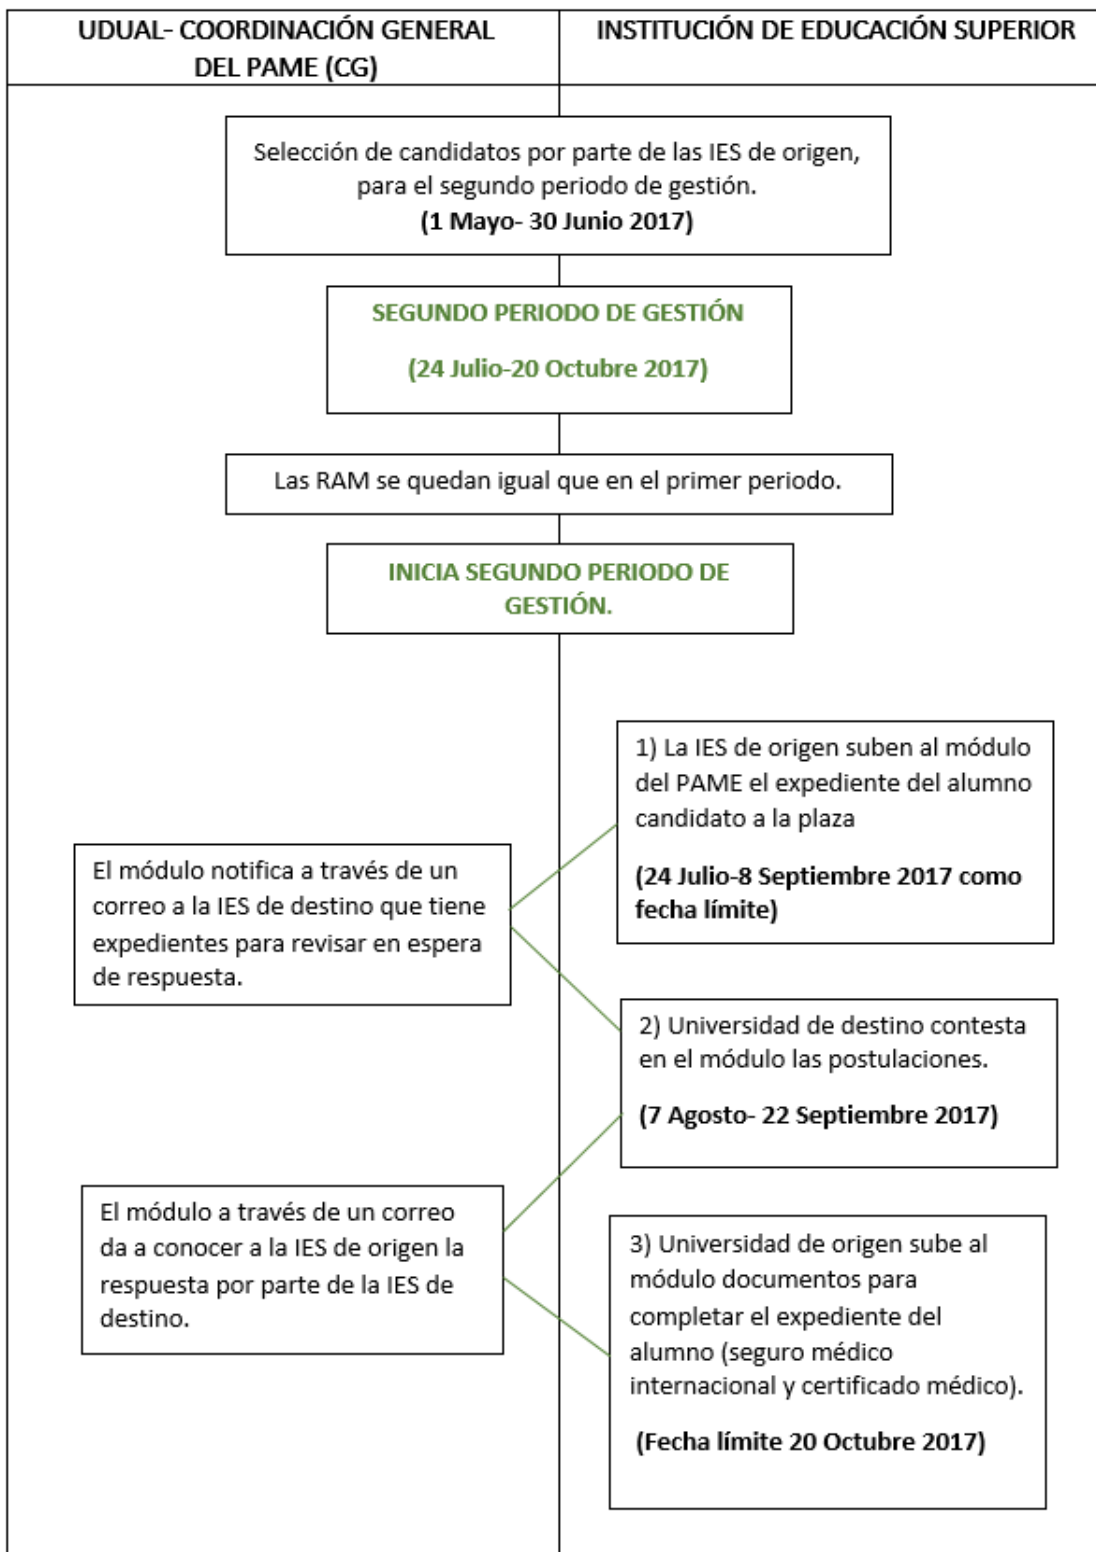 UDUAL- COORDINACIÓN GENERAL
DEL PAME (CG)
INSTITUCIÓN DE EDUCACIÓN SUPERIOR
Selección de candidatos por parte de las IES de origen,
para el segundo periodo de gestión.
(1 Mayo- 30 Junio 2017)
SEGUNDO PERIODO DE GESTIÓN
(24 Julio-20 Octubre 2017)
Las RAM se quedan igual que en el primer periodo.
INICIA SEGUNDO PERIODO DE
GESTIÓN.
1) La IES de origen suben al módulo
del PAME el expediente del alumno
candidato a la plaza
(24 Julio-8 Septiembre 2017 como
fecha límite)
El módulo notifica a través de un
correo a la IES de destino que tiene
expedientes para revisar en espera
de respuesta.
2) Universidad de destino contesta
en el módulo las postulaciones.
(7 Agosto- 22 Septiembre 2017)
El módulo a través de un correo
da a conocer a la IES de origen la
respuesta por parte de la IES de
destino.
3) Universidad de origen sube al
módulo documentos para
completar el expediente del
alumno (seguro médico
internacional y certificado médico).
(Fecha límite 20 Octubre 2017)